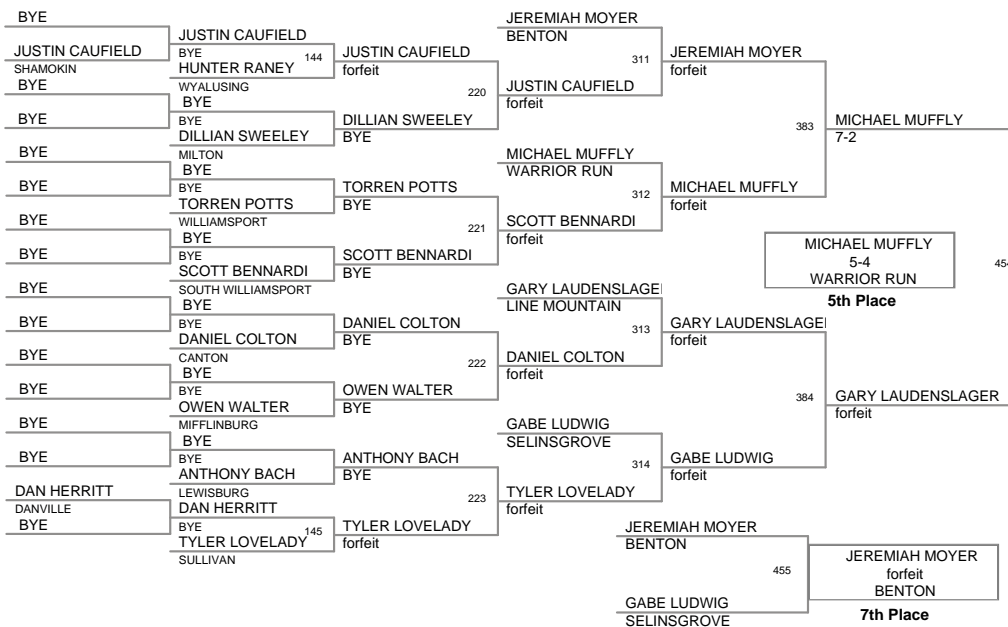 BYE
JUSTIN CAUFIELD
SHAMOKIN
BYE
BYE
BYE
BYE
BYE
BYE
BYE
BYE
BYE
BYE
BYE
BYE
DAN HERRITT
DANVILLE
BYE
JUSTIN CAUFIELD
BYE
HUNTER RANEY
WYALUSING
144
BYE
BYE
DILLIAN SWEELEY
MILTON
BYE
BYE
TORREN POTTS
WILLIAMSPORT
BYE
BYE
SCOTT BENNARDI
SOUTH WILLIAMSPORT
BYE
BYE
DANIEL COLTON
CANTON
BYE
BYE
OWEN WALTER
MIFFLINBURG
BYE
BYE
ANTHONY BACH
LEWISBURG
DAN HERRITT
BYE
TYLER LOVELADY
SULLIVAN
145
JUSTIN CAUFIELD
forfeit
220
DILLIAN SWEELEY
BYE
TORREN POTTS
BYE
221
SCOTT BENNARDI
BYE
DANIEL COLTON
BYE
222
OWEN WALTER
BYE
ANTHONY BACH
BYE
223
TYLER LOVELADY
forfeit
JEREMIAH MOYER
BENTON
311
JUSTIN CAUFIELD
forfeit
MICHAEL MUFFLY
WARRIOR RUN
312
SCOTT BENNARDI
forfeit
GARY LAUDENSLAGE
LINE MOUNTAIN
313
DANIEL COLTON
forfeit
GABE LUDWIG
SELINSGROVE
314
TYLER LOVELADY
forfeit
JEREMIAH MOYER
forfeit
383
MICHAEL MUFFLY
forfeit
GARY LAUDENSLAGE
forfeit
384
GABE LUDWIG
forfeit
MICHAEL MUFFLY
7-2
MICHAEL MUFFLY
5-4
WARRIOR RUN
5th Place
GARY LAUDENSLAGER
forfeit
JEREMIAH MOYER
BENTON
455
GABE LUDWIG
SELINSGROVE
JEREMIAH MOYER
forfeit
BENTON
7th Place